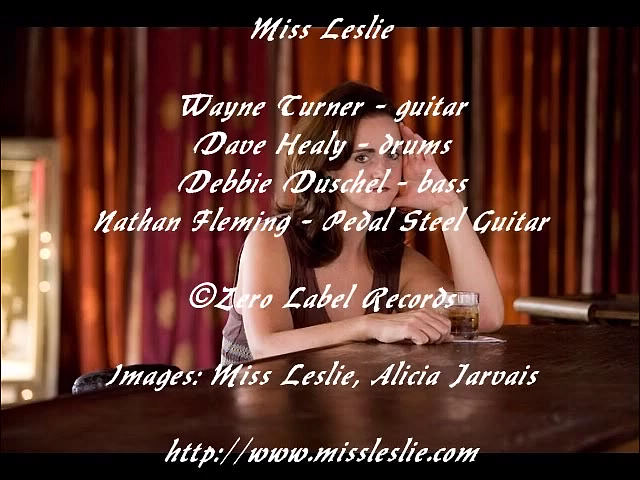 Miss Leslie
Wayne Turner - guitar
Dave Healy - drums
Debbie Duschel - bass
Nathan Fleming - Pedal Steel Guitar
©Zero Label Records
Images: Miss Leslie, Alicia Jarvais
http://www.missleslie.com